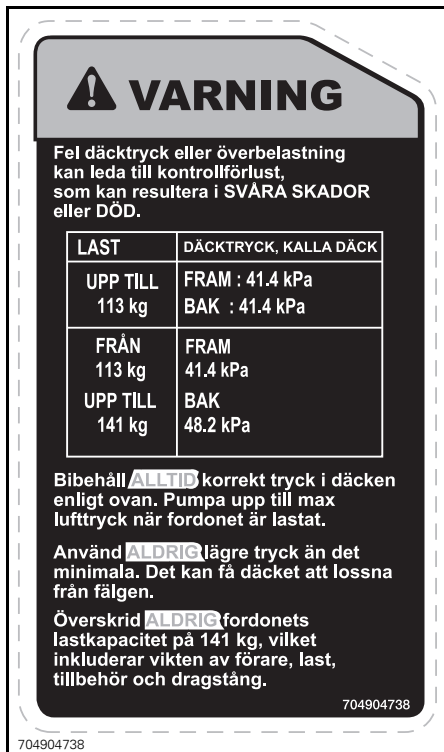 VARNING
Fel däcktryck eller överbelastning
kan leda till kontrollförlust,
som kan resultera i SVÅRA SKADOR
eller DÖD.
LAST DÄCKTRYCK, KALLA DÄCK
UPP TILL FRAM : 41.4 kPa
113 kg BAK : 41.4 kPa
FRÅN FRAM
113 kg 41.4 kPa
UPP TILL BAK
141 kg 48.2 kPa
Bibehåll ALLTID korrekt tryck i däcken
enligt ovan. Pumpa upp till max
lufttryck när fordonet är lastat.
Använd ALDRIG lägre tryck än det
minimala. Det kan få däcket att lossna
från fälgen.
Överskrid ALDRIG fordonets
lastkapacitet på 141 kg, vilket
inkluderar vikten av förare, last,
tillbehör och dragstång.
704904738
704904738